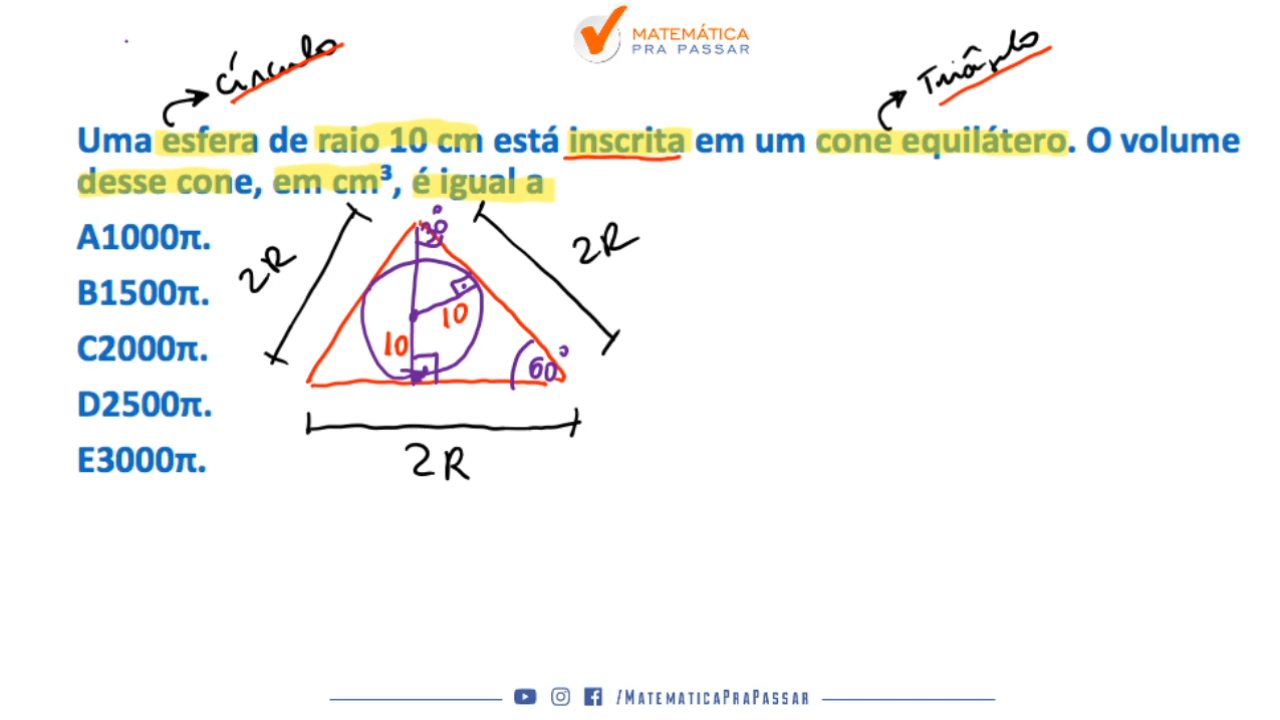 MATEMÁTICA
PRA PASSAR
Círculo
Triângulo
Uma esfera de raio 10 cm está inscrita em um cone equilátero. O volume
desse cone, em cm³, é igual a
A1000π.
B1500π.
C2000π.
D2500π.
E3000π.
2R
30°
2R
10
10
60°
2R
/MATEMATICAPRAPASSAR